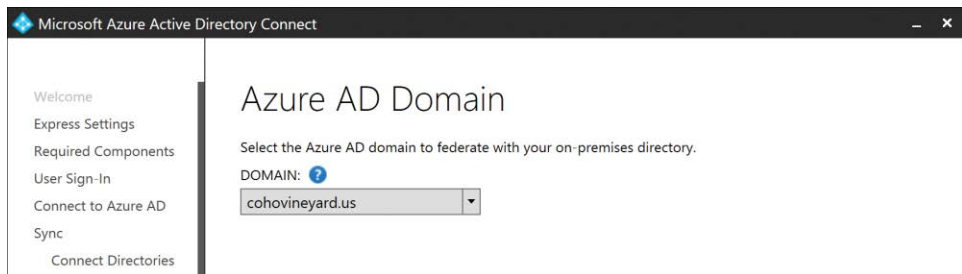 Microsoft Azure Active Directory Connect
Welcome
Express Settings
Required Components
User Sign-In
Connect to Azure AD
Sync
Connect Directories
Azure AD Domain
Select the Azure AD domain to federate with your on-premises directory.
DOMAIN: ?
cohovineyard.us